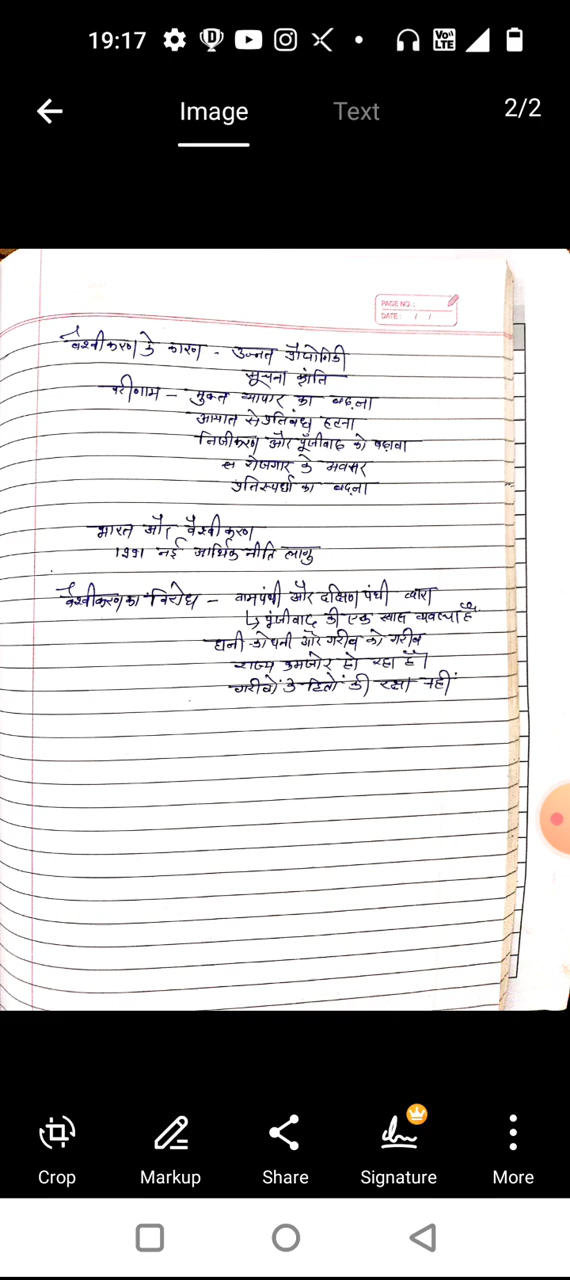 19:17
Vo))
LTE
Image
Text
2/2
PAGE NO.:
DATE: / /
वैश्वीकरण के कारण - उन्नत प्रौद्योगिकी
सूचना क्रांति
परीणाम - मुक्त व्यापार का बढ़ना
आयात से प्रतिबंध हटना
निजीकरण और पूँजीवाद को बढ़ावा
रोजगार के अवसर
प्रतिस्पर्धा का बढ़ना
भारत और वैश्वीकरण
1991 नई आर्थिक नीति लागु
वैश्वीकरण का विरोध - वामपंथी और दक्षिण पंथी द्वारा
↳ पूंजीवाद की एक खास व्यवस्था है
धनी को धनी और गरीब को गरीब
राज्य कमजोर हो रहा है।
गरीबों के हितों की रक्षा नहीं
Crop
Markup
Share
Signature
More